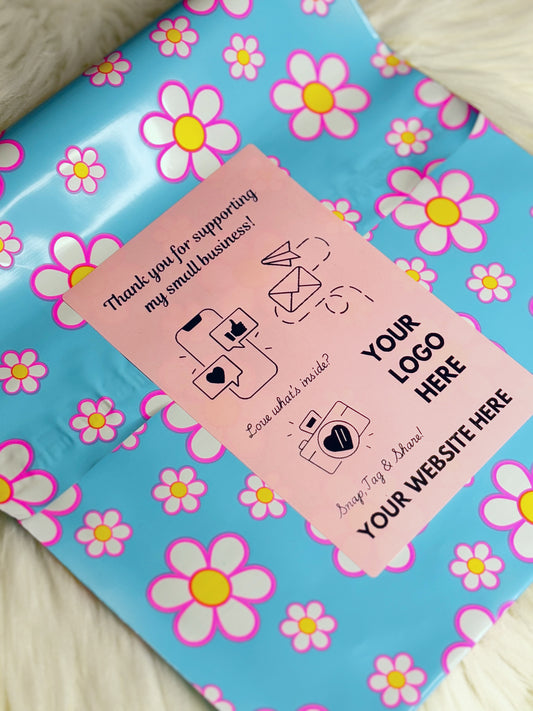 Thank you for supporting
my small business!
Love what's inside?
Snap, Tag & Share!
YOUR
LOGO
HERE
YOUR WEBSITE HERE